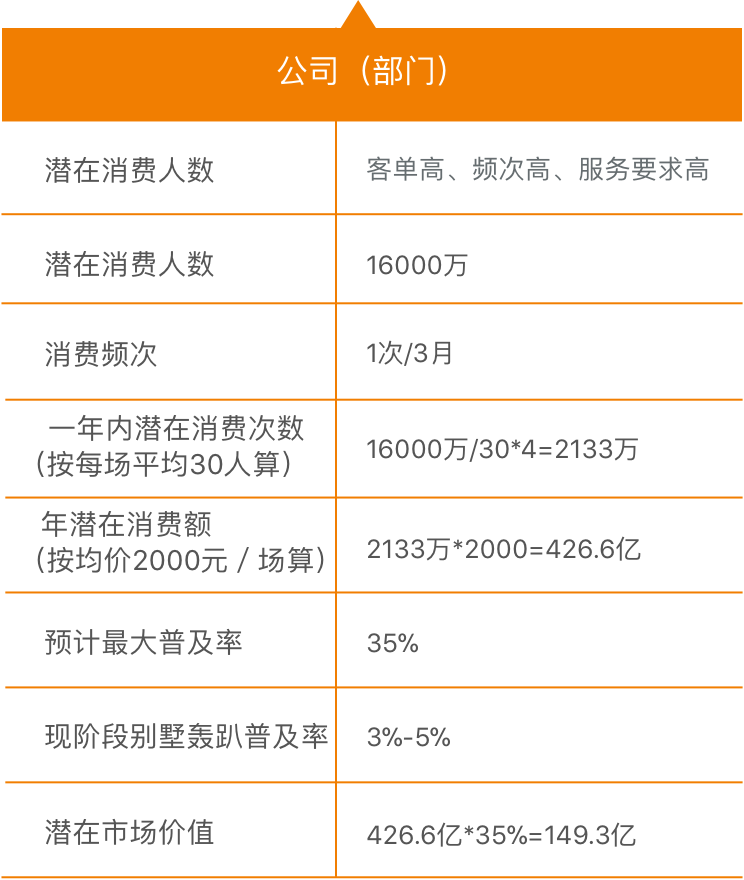 公司（部门）
潜在消费人数
客单高、频次高、服务要求高
潜在消费人数
16000万
消费频次
1次/3月
一年内潜在消费次数
（按每场平均30人算）
16000万/30*4=2133万
年潜在消费额
（按均价2000元／场算）
2133万*2000=426.6亿
预计最大普及率
35%
现阶段别墅轰趴普及率
3%-5%
潜在市场价值
426.6亿*35%=149.3亿